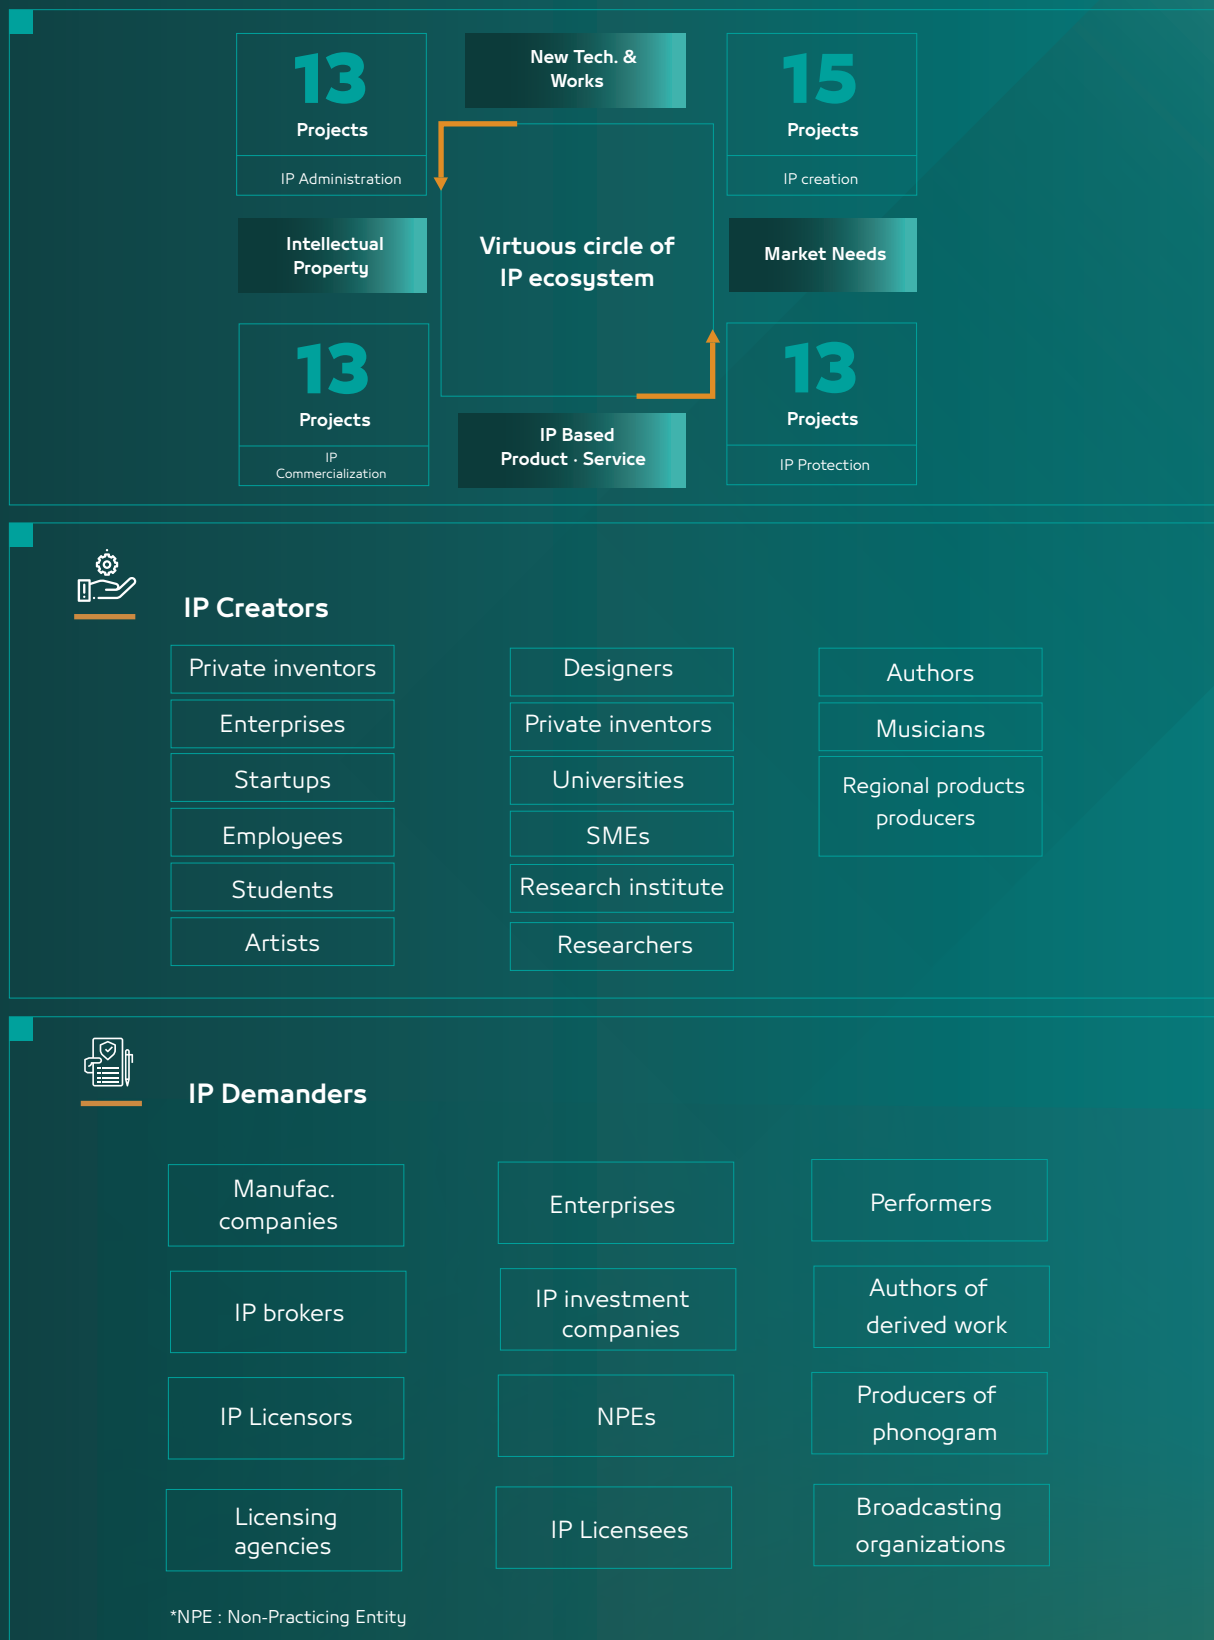 13
Projects
IP Administration
New Tech. &
Works
15
Projects
IP creation
Intellectual
Property
Virtuous circle of
IP ecosystem
Market Needs
13
Projects
IP
Commercialization
IP Based
Product · Service
13
Projects
IP Protection
IP Creators
Private inventors
Enterprises
Startups
Employees
Students
Artists
Designers
Private inventors
Universities
SMEs
Research institute
Researchers
Authors
Musicians
Regional products
producers
IP Demanders
Manufac.
companies
Enterprises
Performers
IP brokers
IP investment
companies
Authors of
derived work
IP Licensors
NPEs
Producers of
phonogram
Licensing
agencies
IP Licensees
Broadcasting
organizations
*NPE : Non-Practicing Entity